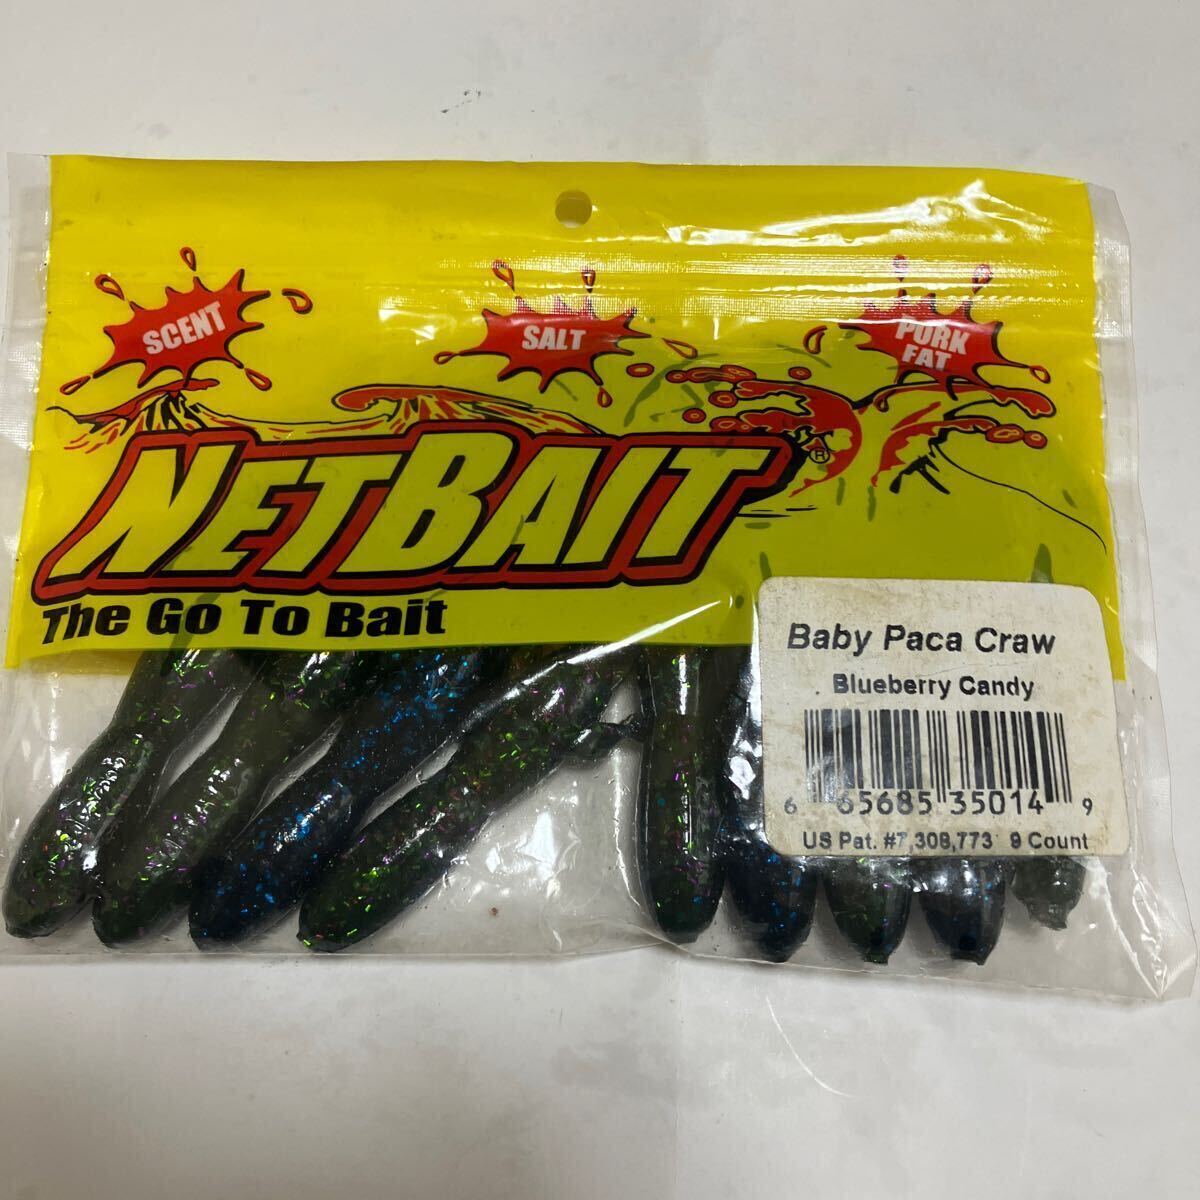 SCENT
SALT
PORK
FAT
NETBAIT®
The Go To Bait
Baby Paca Craw
Blueberry Candy
6 65685 35014 9
US Pat. #7,308,773 9 Count